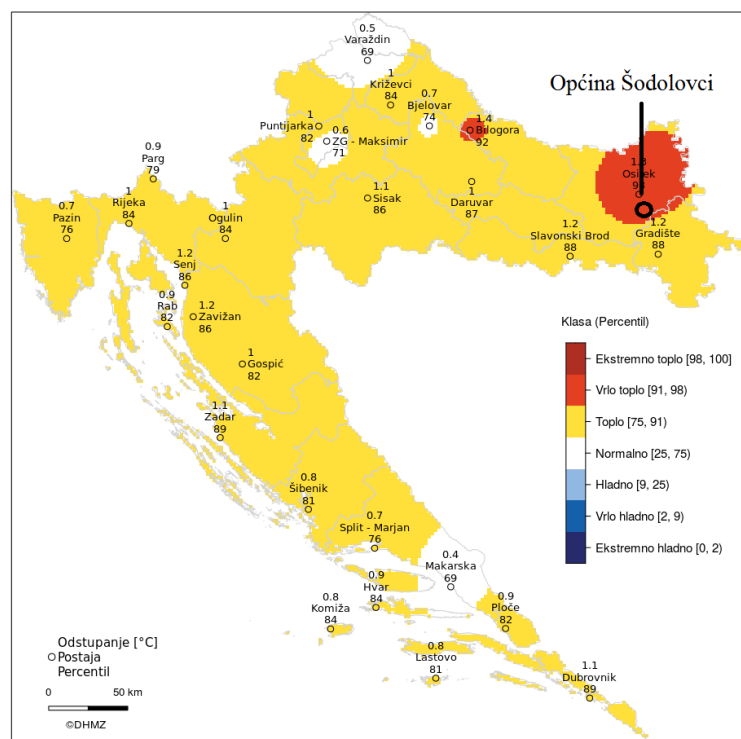 0.5
Varaždin
69
Općina Šodolovci
1
Križevci
84
0.7
Bjelovar
74
1.4
Bilogora
92
1
Puntijarka
82
0.6
ZG - Maksimir
71
0.9
Parg
79
Osijek
1
Rijeka
84
0.7
Pazin
76
1
Ogulin
84
1.1
Sisak
86
1
Daruvar
87
1.2
Slavonski Brod
88
1.2
Gradište
88
1.2
Senj
86
0.9
Rab
82
1.2
Zavižan
86
1
Gospić
82
1.1
Zadar
89
0.8
Šibenik
81
0.7
Split - Marjan
76
0.4
Makarska
69
0.9
Hvar
84
0.8
Komiža
84
0.9
Ploče
82
0.8
Lastovo
81
1.1
Dubrovnik
89
Klasa (Percentil)
Ekstremno toplo [98, 100]
Vrlo toplo [91, 98)
Toplo [75, 91)
Normalno [25, 75)
Hladno [9, 25)
Vrlo hladno [2, 9)
Ekstremno hladno [0, 2)
Odstupanje [°C]
Postaja
Percentil
0 50 km
©DHMZ